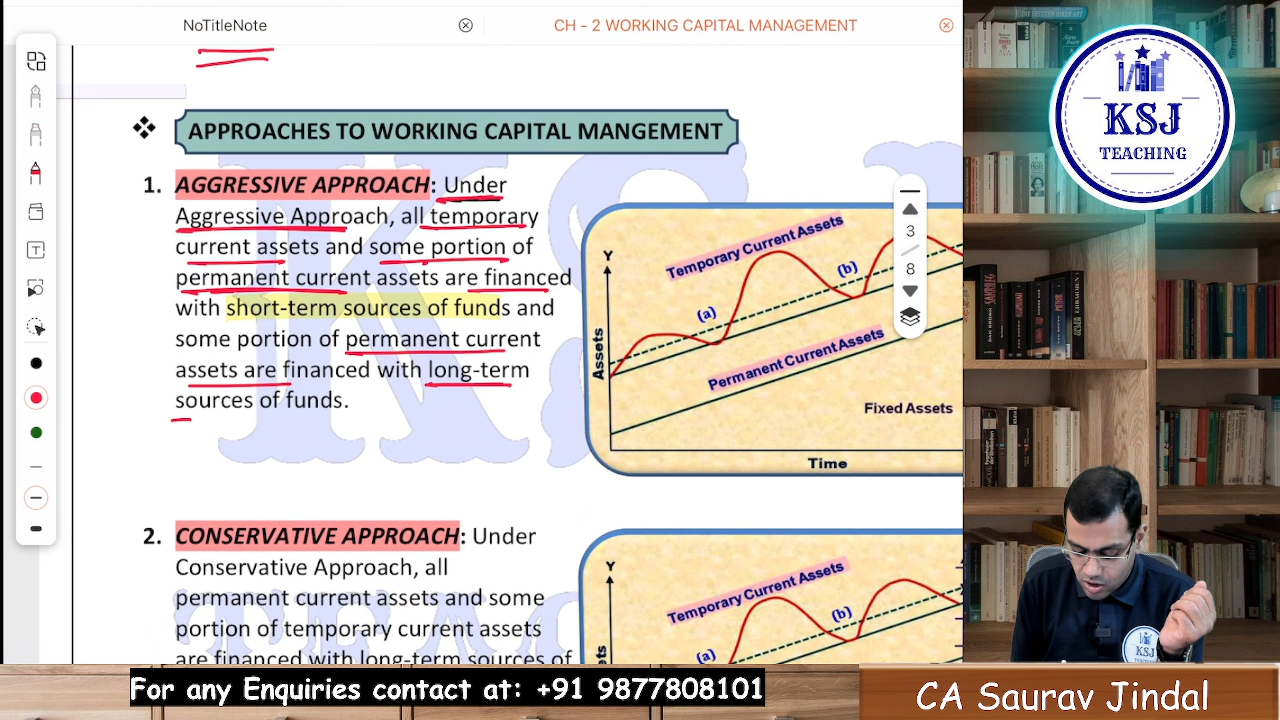 NoTitleNote
CH - 2 WORKING CAPITAL MANAGEMENT
KSJ
TEACHING
APPROACHES TO WORKING CAPITAL MANGEMENT
1. AGGRESSIVE APPROACH: Under
Aggressive Approach, all temporary
current assets and some portion of
permanent current assets are financed
with short-term sources of funds and
some portion of permanent current
assets are financed with long-term
sources of funds.
Y
Temporary Current Assets
(a)
(b)
Permanent Current Assets
Fixed Assets
Assets
Time
3
8
2. CONSERVATIVE APPROACH: Under
Conservative Approach, all
permanent current assets and some
portion of temporary current assets
are financed with long-term sources of
Y
Temporary Current Assets
(a)
(b)
KSJ
TEACHING
For any Enquiries contact at: +91 9877808101
CA Saurav Jindal